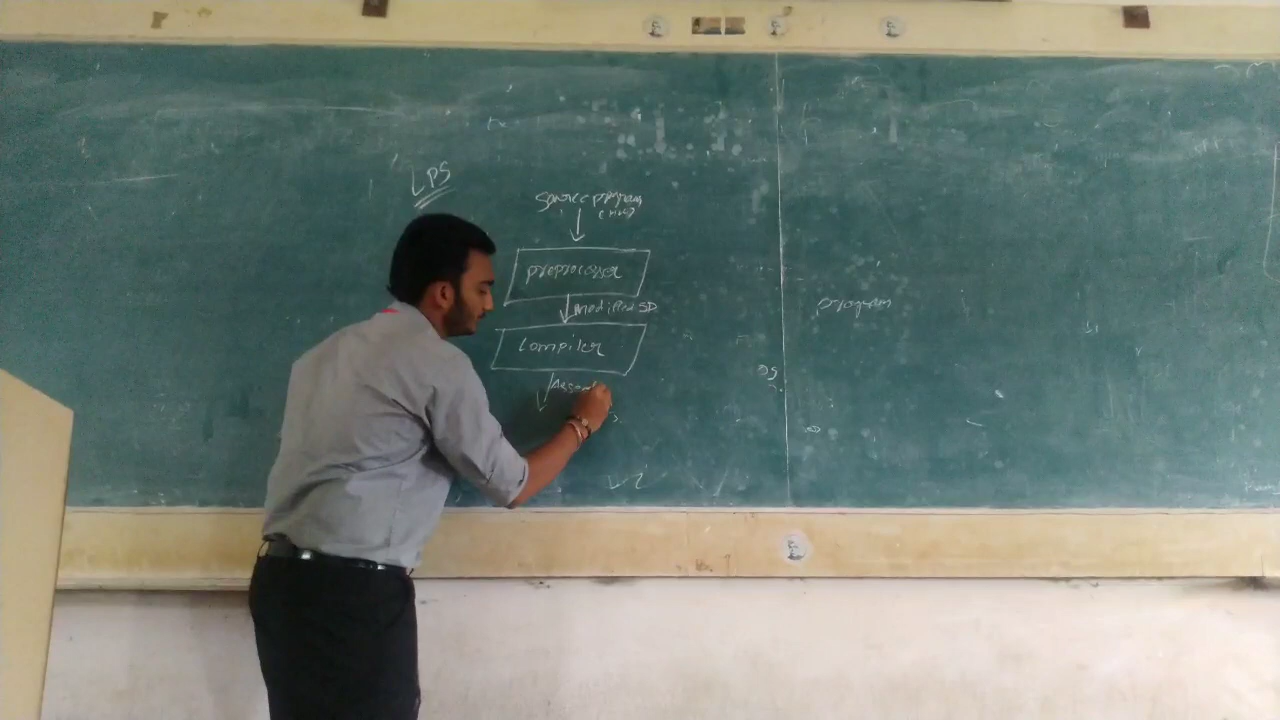 LPS
Source program
preprocessor
modified SP
Compiler
program